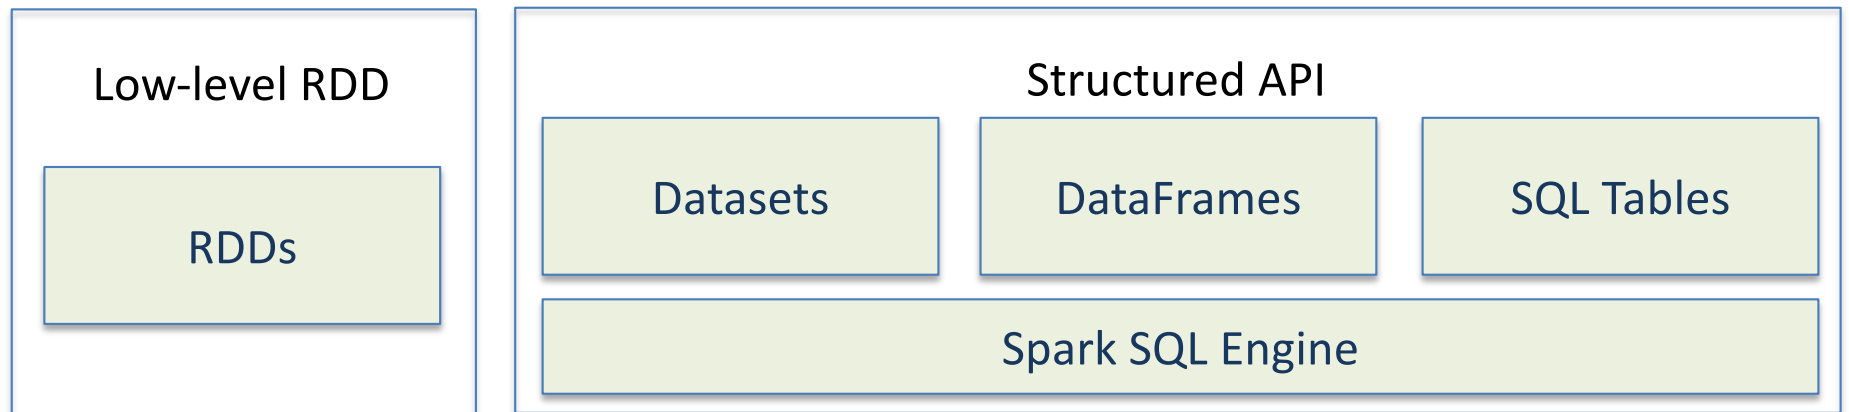 Low-level RDD
RDDs
Structured API
Datasets
DataFrames
SQL Tables
Spark SQL Engine